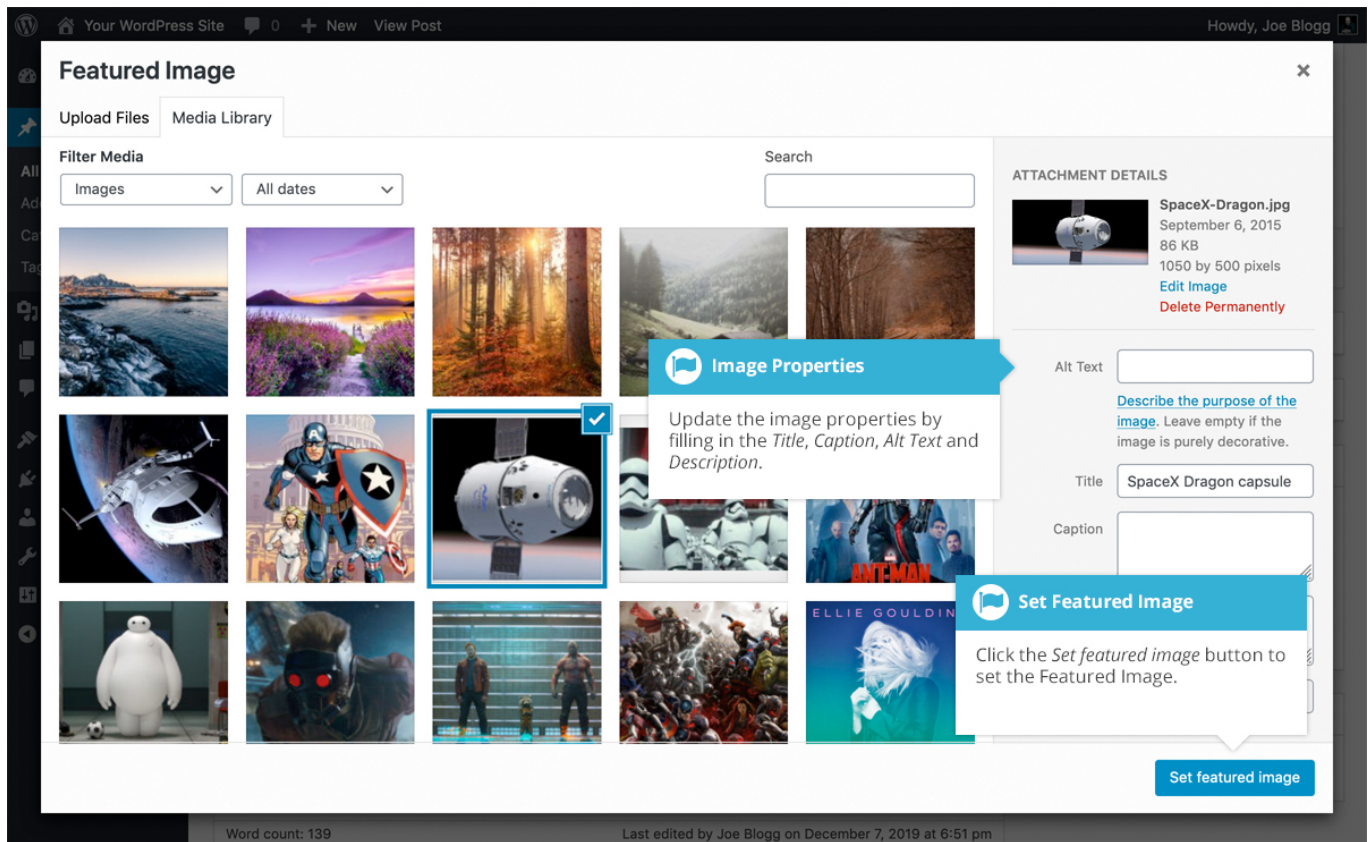 Your WordPress Site 0 New View Post Howdy, Joe Blogg
Featured Image
Upload Files Media Library
Filter Media
Search
Images All dates
All
Ad
Ca
Tag
ATTACHMENT DETAILS
SpaceX-Dragon.jpg
September 6, 2015
86 KB
1050 by 500 pixels
Edit Image
Delete Permanently
Alt Text
Describe the purpose of the
image. Leave empty if the
image is purely decorative.
Title SpaceX Dragon capsule
Caption
Image Properties
Update the image properties by
filling in the Title, Caption, Alt Text and
Description.
ANT-MAN
ELLIE GOULDIN
Set Featured Image
Click the Set featured image button to
set the Featured Image.
Set featured image
Word count: 139 Last edited by Joe Blogg on December 7, 2019 at 6:51 pm